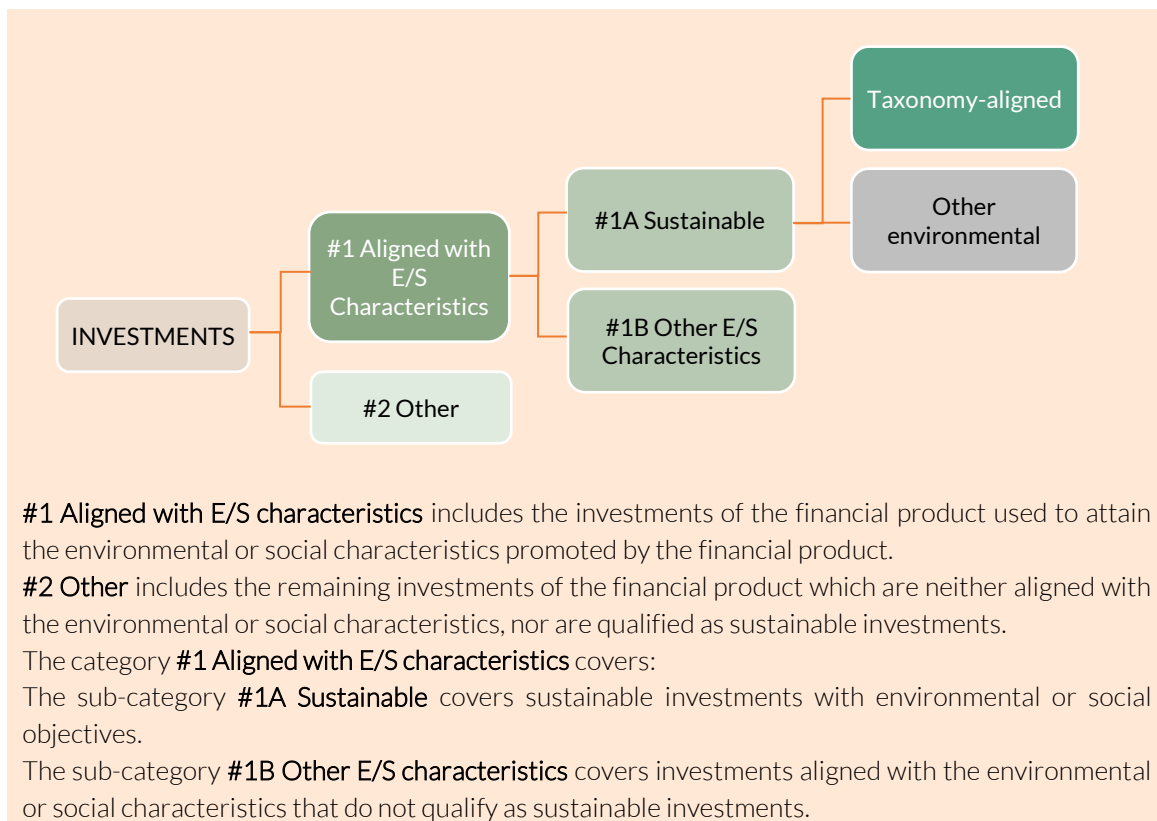 Taxonomy-aligned
Other
environmental
#1A Sustainable
#1 Aligned with
E/S
Characteristics
#1B Other E/S
Characteristics
INVESTMENTS
#2 Other
#1 Aligned with E/S characteristics includes the investments of the financial product used to attain
the environmental or social characteristics promoted by the financial product.
#2 Other includes the remaining investments of the financial product which are neither aligned with
the environmental or social characteristics, nor are qualified as sustainable investments.
The category #1 Aligned with E/S characteristics covers:
The sub-category #1A Sustainable covers sustainable investments with environmental or social
objectives.
The sub-category #1B Other E/S characteristics covers investments aligned with the environmental
or social characteristics that do not qualify as sustainable investments.